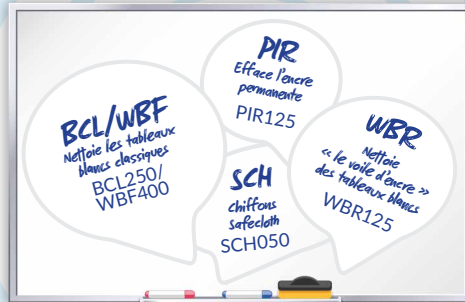 BCL/WBF
Nettoie les tableaux
blancs classiques
BCL250/
WBF400
PIR
Efface l'encre
permanente
PIR125
SCH
chiffons
safecloth
SCH050
WBR
Nettoie
« le voile d'encre »
des tableaux blancs
WBR125